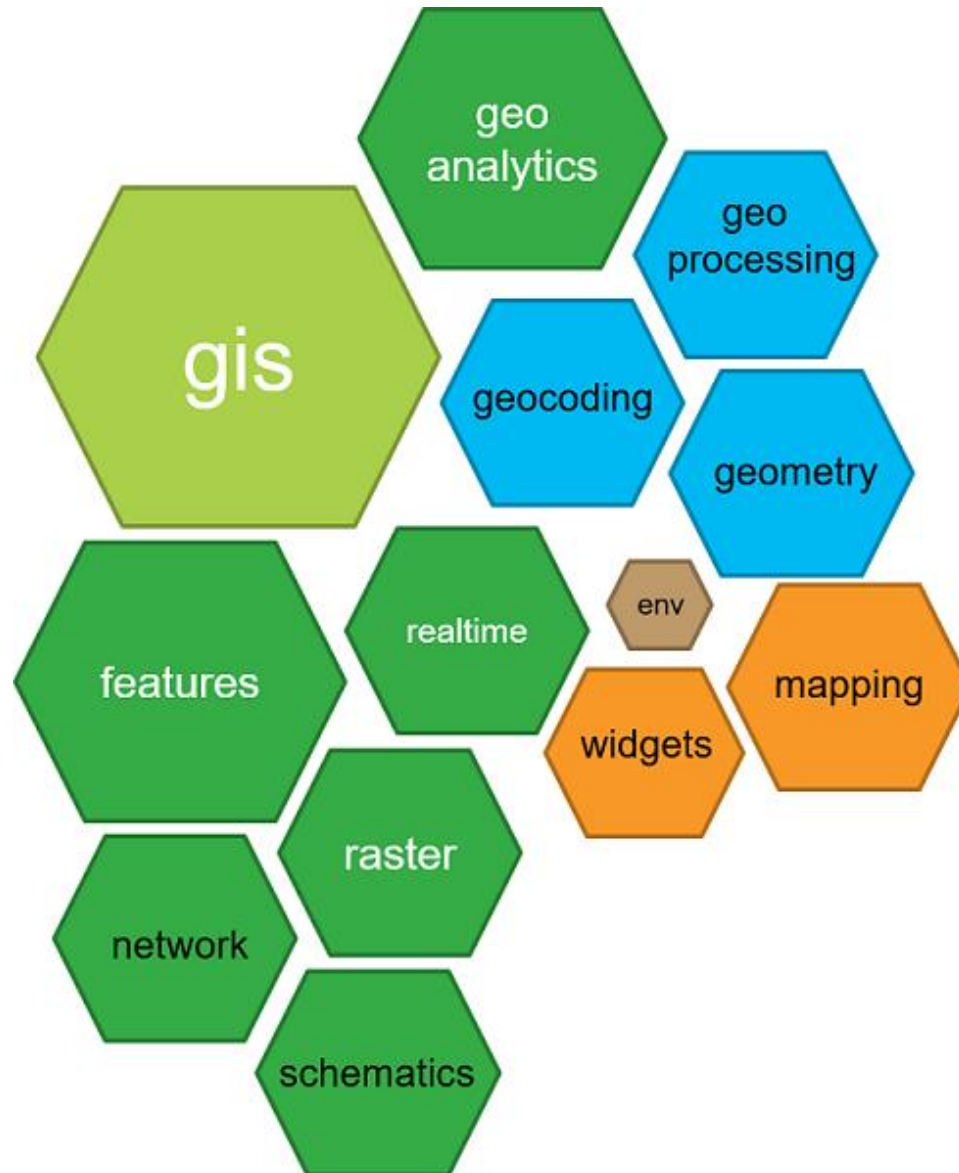 geo
analytics
geo
processing
gis
geocoding
geometry
env
realtime
features
mapping
widgets
raster
network
schematics